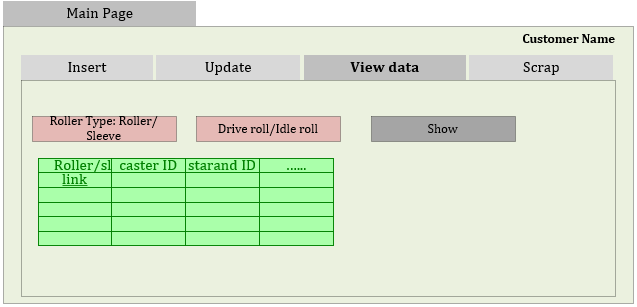 Main Page
Customer Name
Insert
Update
View data
Scrap
Roller Type: Roller/
Sleeve
Drive roll/Idle roll
Show
Roller/sl caster ID starand ID ......
link